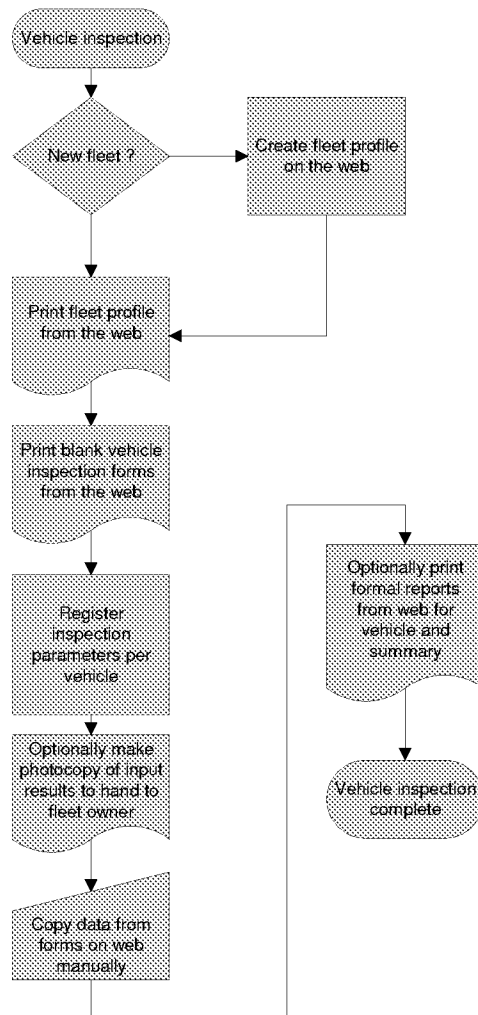 Vehicle inspection
New fleet ?
Create fleet profile
on the web
Print fleet profile
from the web
Print blank vehicle
inspection forms
from the web
Register
inspection
parameters per
vehicle
Optionally make
photocopy of input
results to hand to
fleet owner
Copy data from
forms on web
manually
Optionally print
formal reports
from web for
vehicle and
summary
Vehicle inspection
complete